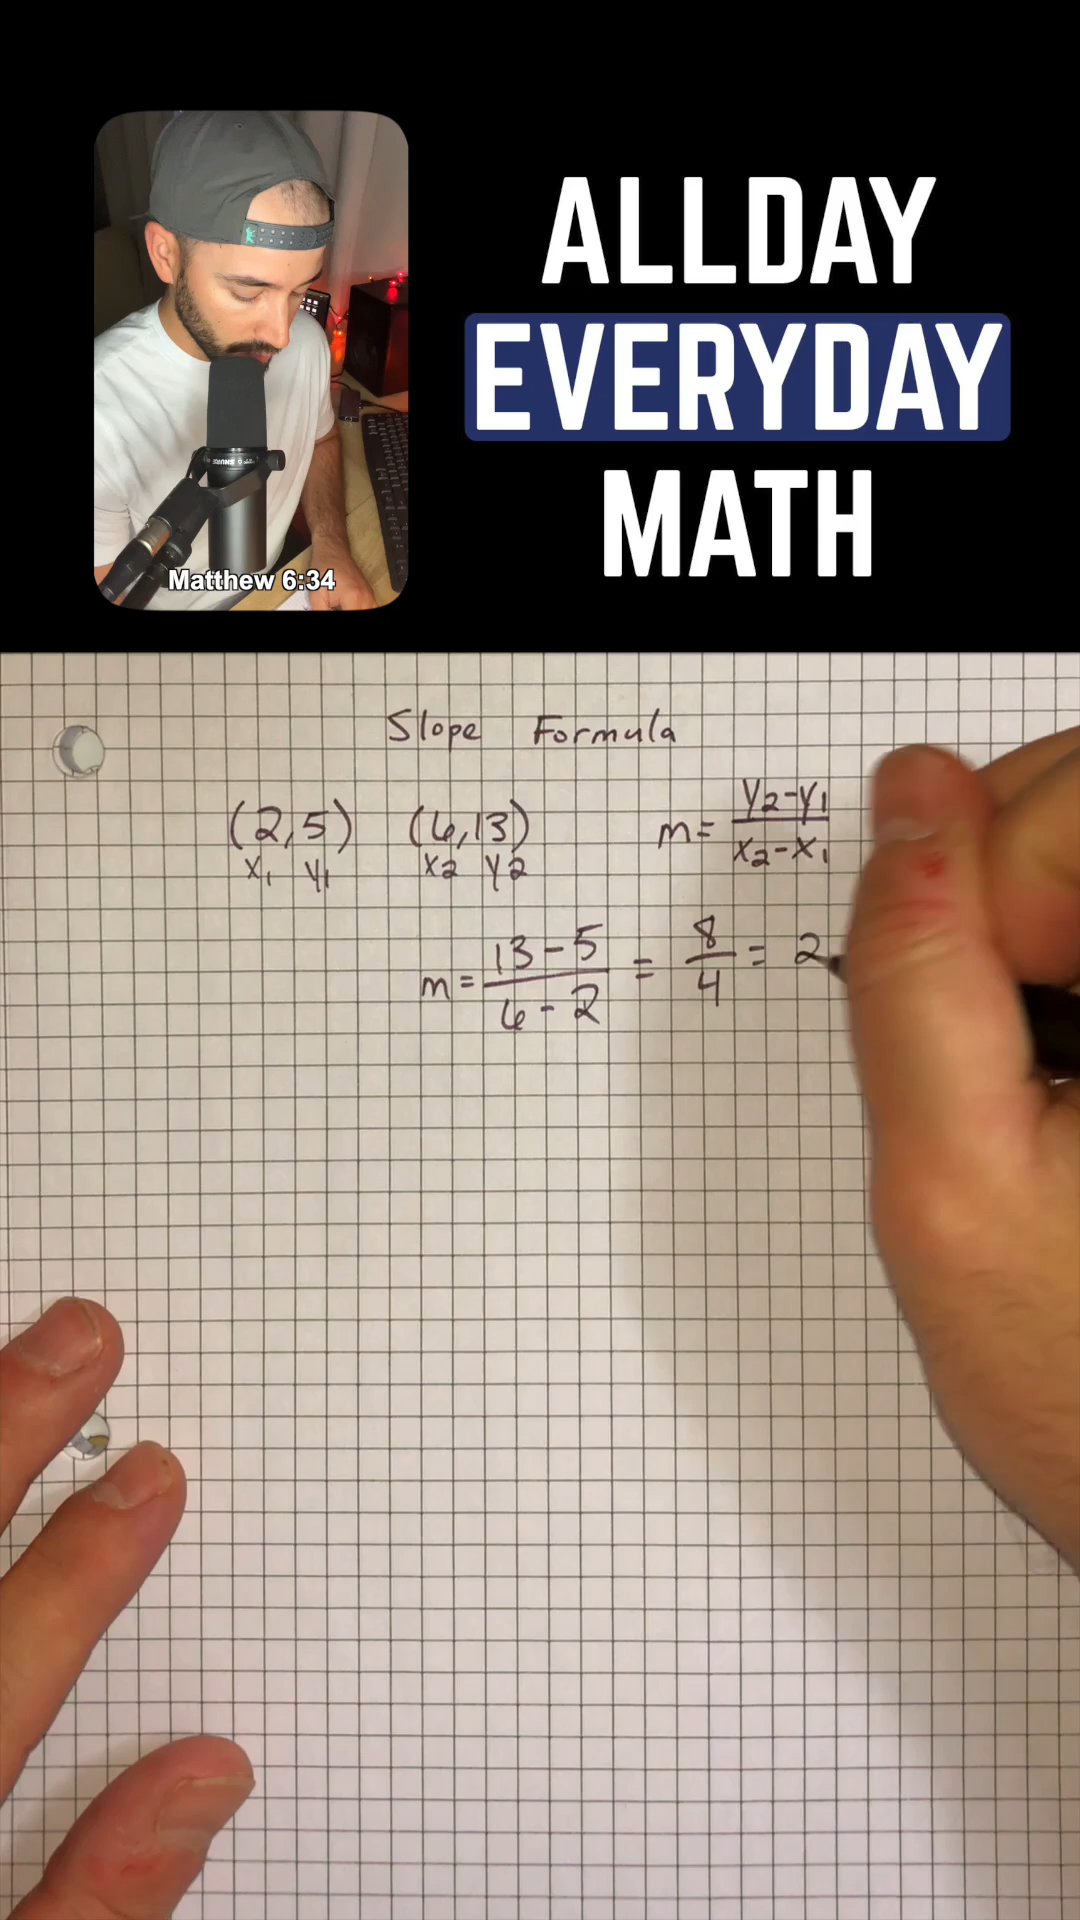 ALLDAY
EVERYDAY
MATH
SHURE
Matthew 6:34
Slope Formula
(2,5) (6,13) m = y2-y1 / x2-x1
x1 y1 x2 y2
m = 13-5 / 6-2 = 8/4 = 2